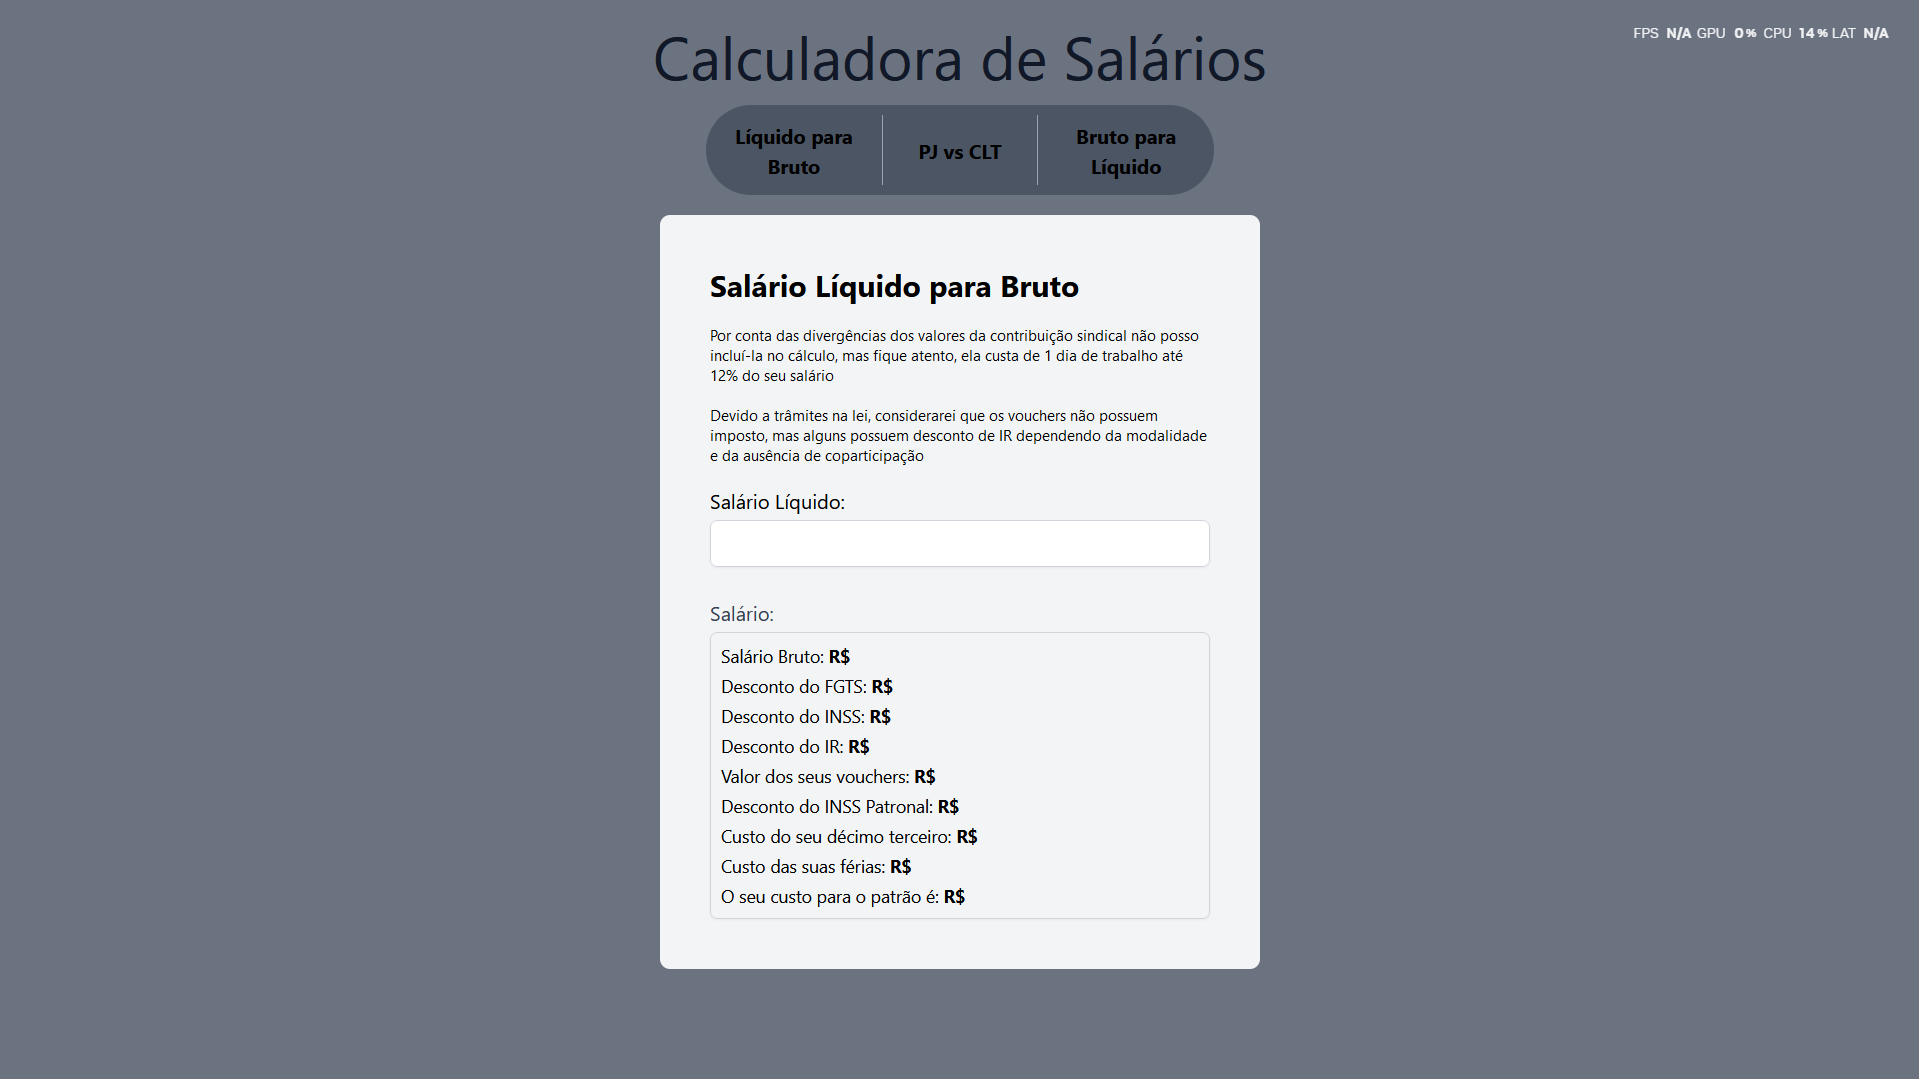 FPS N/A GPU 0% CPU 14% LAT N/A
Calculadora de Salários
Líquido para
Bruto
PJ vs CLT
Bruto para
Líquido
Salário Líquido para Bruto
Por conta das divergências dos valores da contribuição sindical não posso
incluí-la no cálculo, mas fique atento, ela custa de 1 dia de trabalho até
12% do seu salário
Devido a trâmites na lei, considerarei que os vouchers não possuem
imposto, mas alguns possuem desconto de IR dependendo da modalidade
e da ausência de coparticipação
Salário Líquido:
Salário:
Salário Bruto: R$
Desconto do FGTS: R$
Desconto do INSS: R$
Desconto do IR: R$
Valor dos seus vouchers: R$
Desconto do INSS Patronal: R$
Custo do seu décimo terceiro: R$
Custo das suas férias: R$
O seu custo para o patrão é: R$